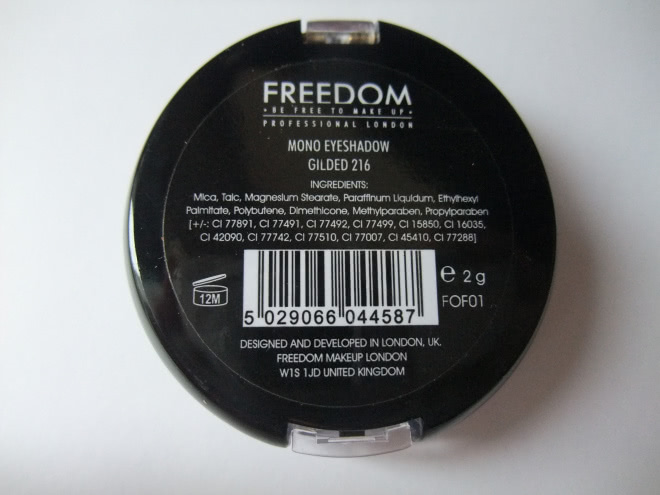 FREEDOM
• BE FREE TO MAKE UP •
PROFESSIONAL LONDON
MONO EYESHADOW
GILDED 216
INGREDIENTS:
Mica, Talc, Magnesium Stearate, Paraffinum Liquidum, Ethylhexyl
Palmitate, Polybutene, Dimethicone, Methylparaben, Propylparaben
[+/-: CI 77891, CI 77491, CI 77492, CI 77499, CI 15850, CI 16035,
CI 42090, CI 77742, CI 77510, CI 77007, CI 45410, CI 77288]
12M
5 029066 044587
e 2 g
FOF01
DESIGNED AND DEVELOPED IN LONDON, UK.
FREEDOM MAKEUP LONDON
W1S 1JD UNITED KINGDOM